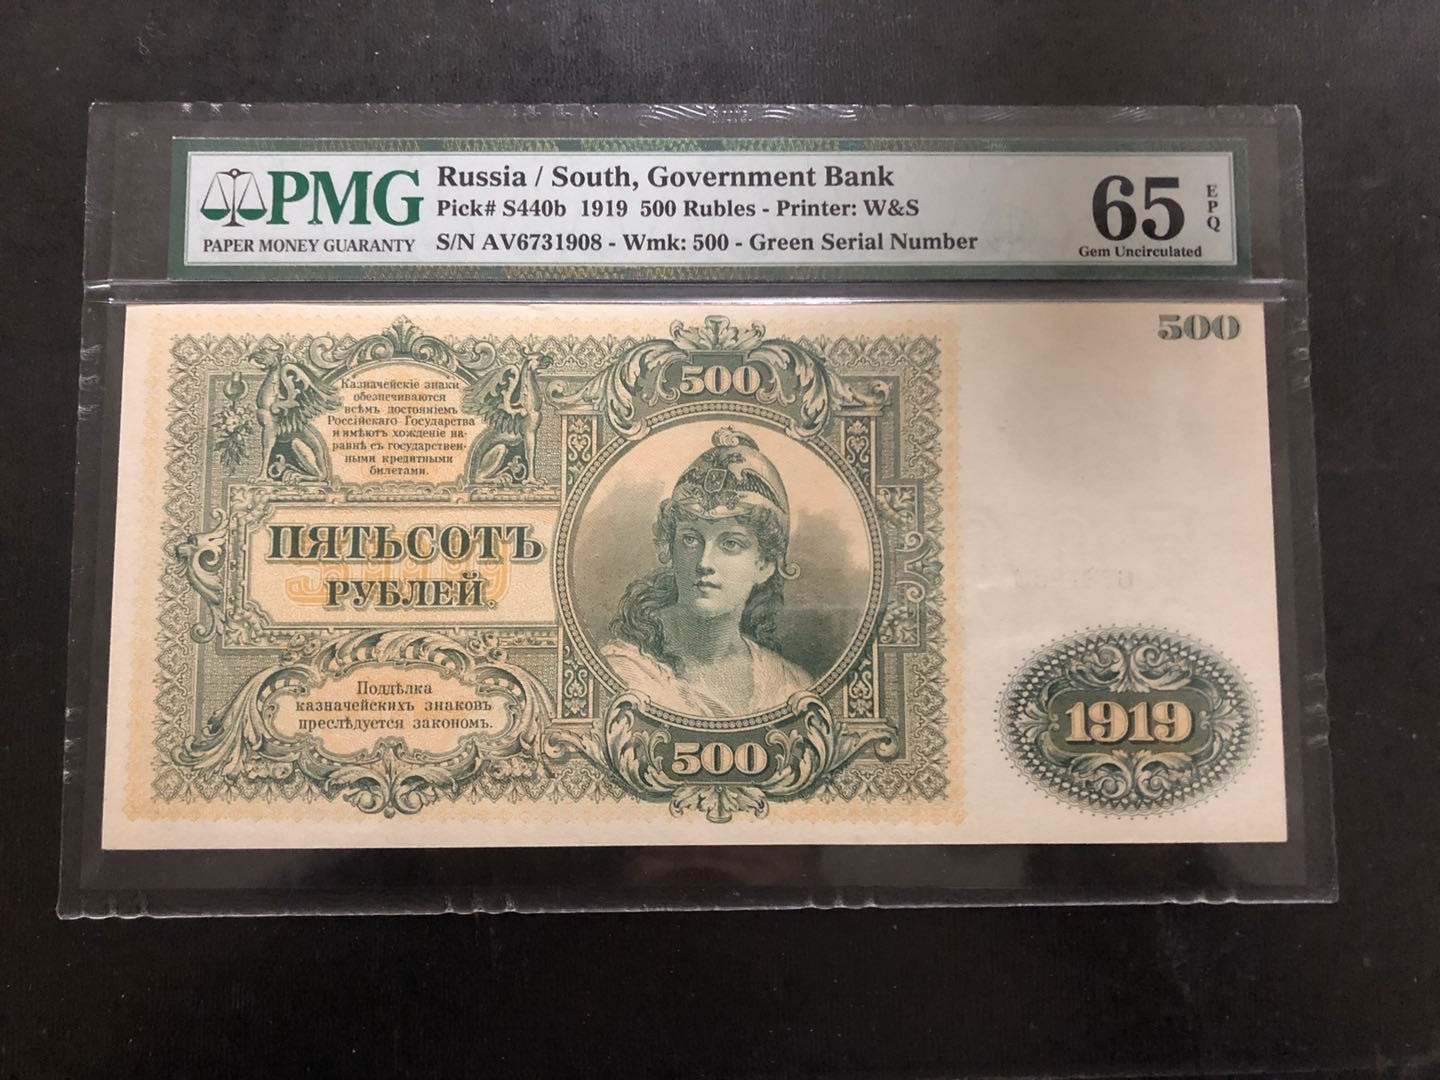 PMG
PAPER MONEY GUARANTY
Russia / South, Government Bank
Pick# S440b 1919 500 Rubles - Printer: W&S
S/N AV6731908 - Wmk: 500 - Green Serial Number
65
EPQ
Gem Uncirculated
500
500
Казначейскіе знаки
обезпечиваются
всѣмъ достояніемъ
Россійскаго Государства
и имѣютъ хожденіе на-
равнѣ съ государствен-
ными кредитными
билетами.
ПЯТЬСОТЪ
РУБЛЕЙ.
Поддѣлка
казначейскихъ знаковъ
преслѣдуется закономъ.
500
1919